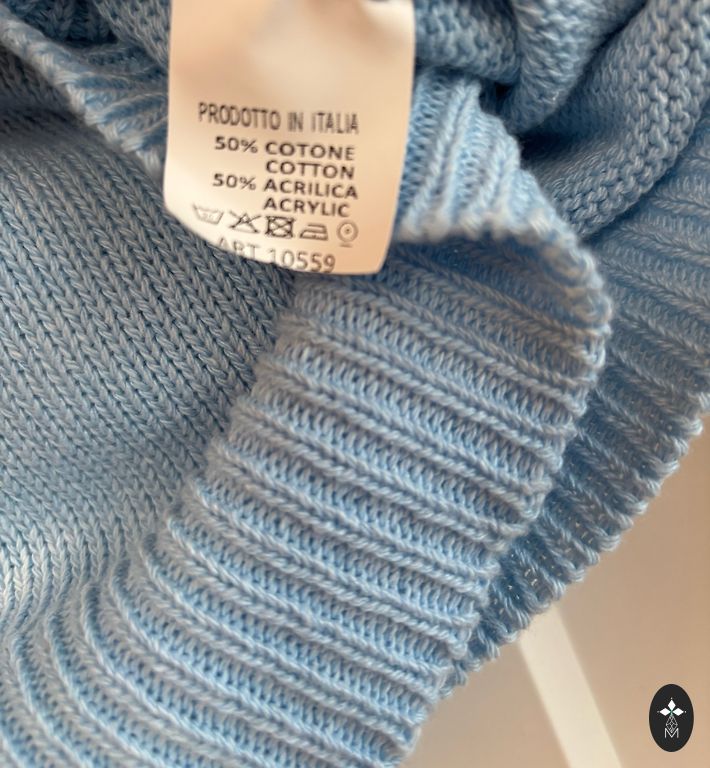 PRODOTTO IN ITALIA
50% COTONE
COTTON
50% ACRILICA
ACRYLIC
ART 10559
M